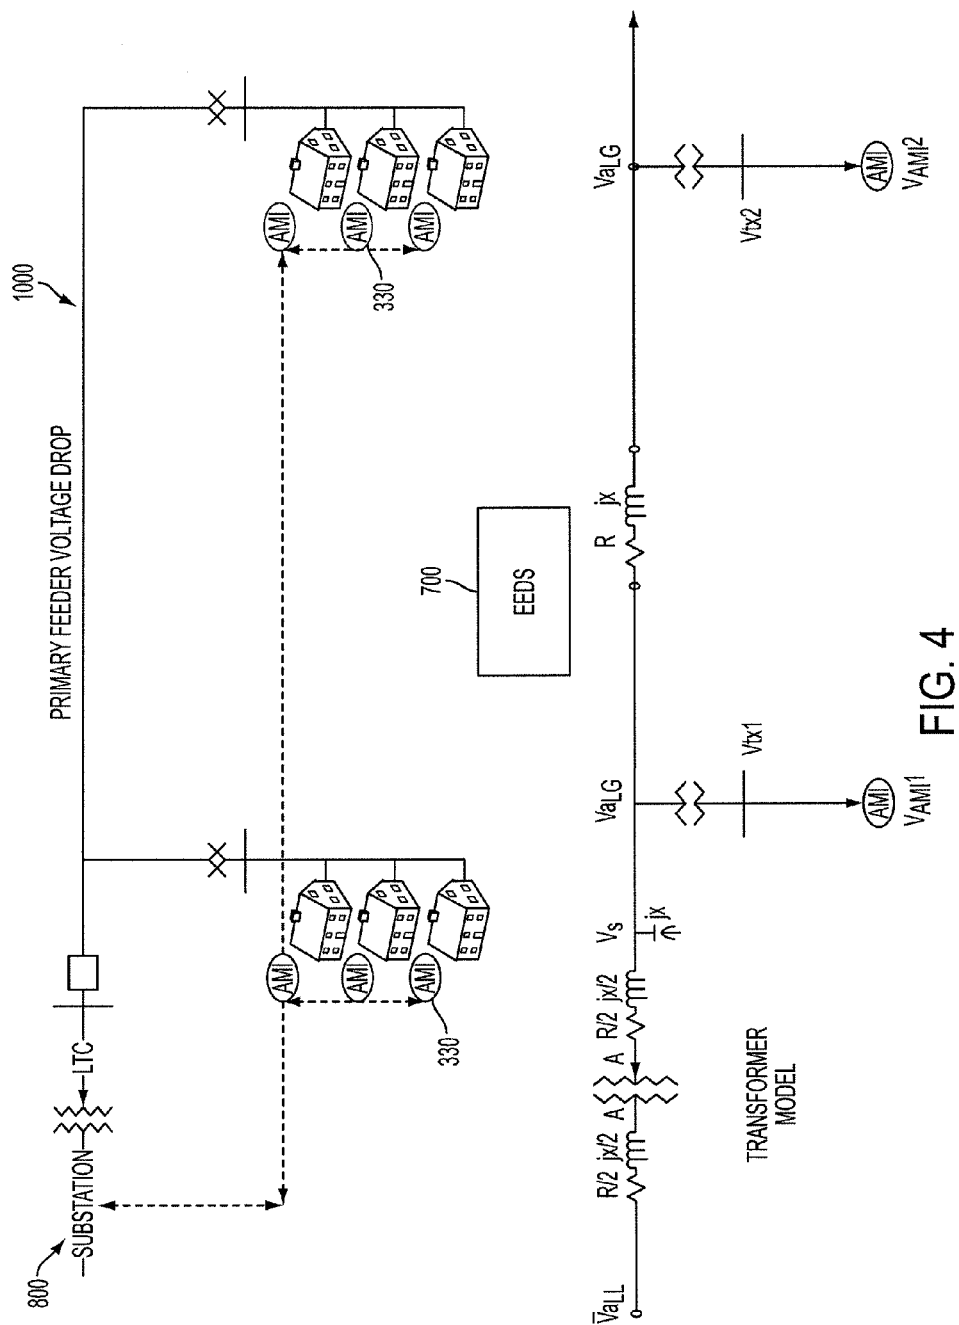 800
SUBSTATION
LTC
PRIMARY FEEDER VOLTAGE DROP
1000
AMI
AMI
AMI
330
AMI
AMI
AMI
330
700
EEDS
V̅aLL
R/2 jx/2
A
A
R/2 jx/2
Vs
jx
VaLG
R
jx
VaLG
TRANSFORMER
MODEL
Vtx1
AMI
VAMI1
Vtx2
AMI
VAMI2
FIG. 4